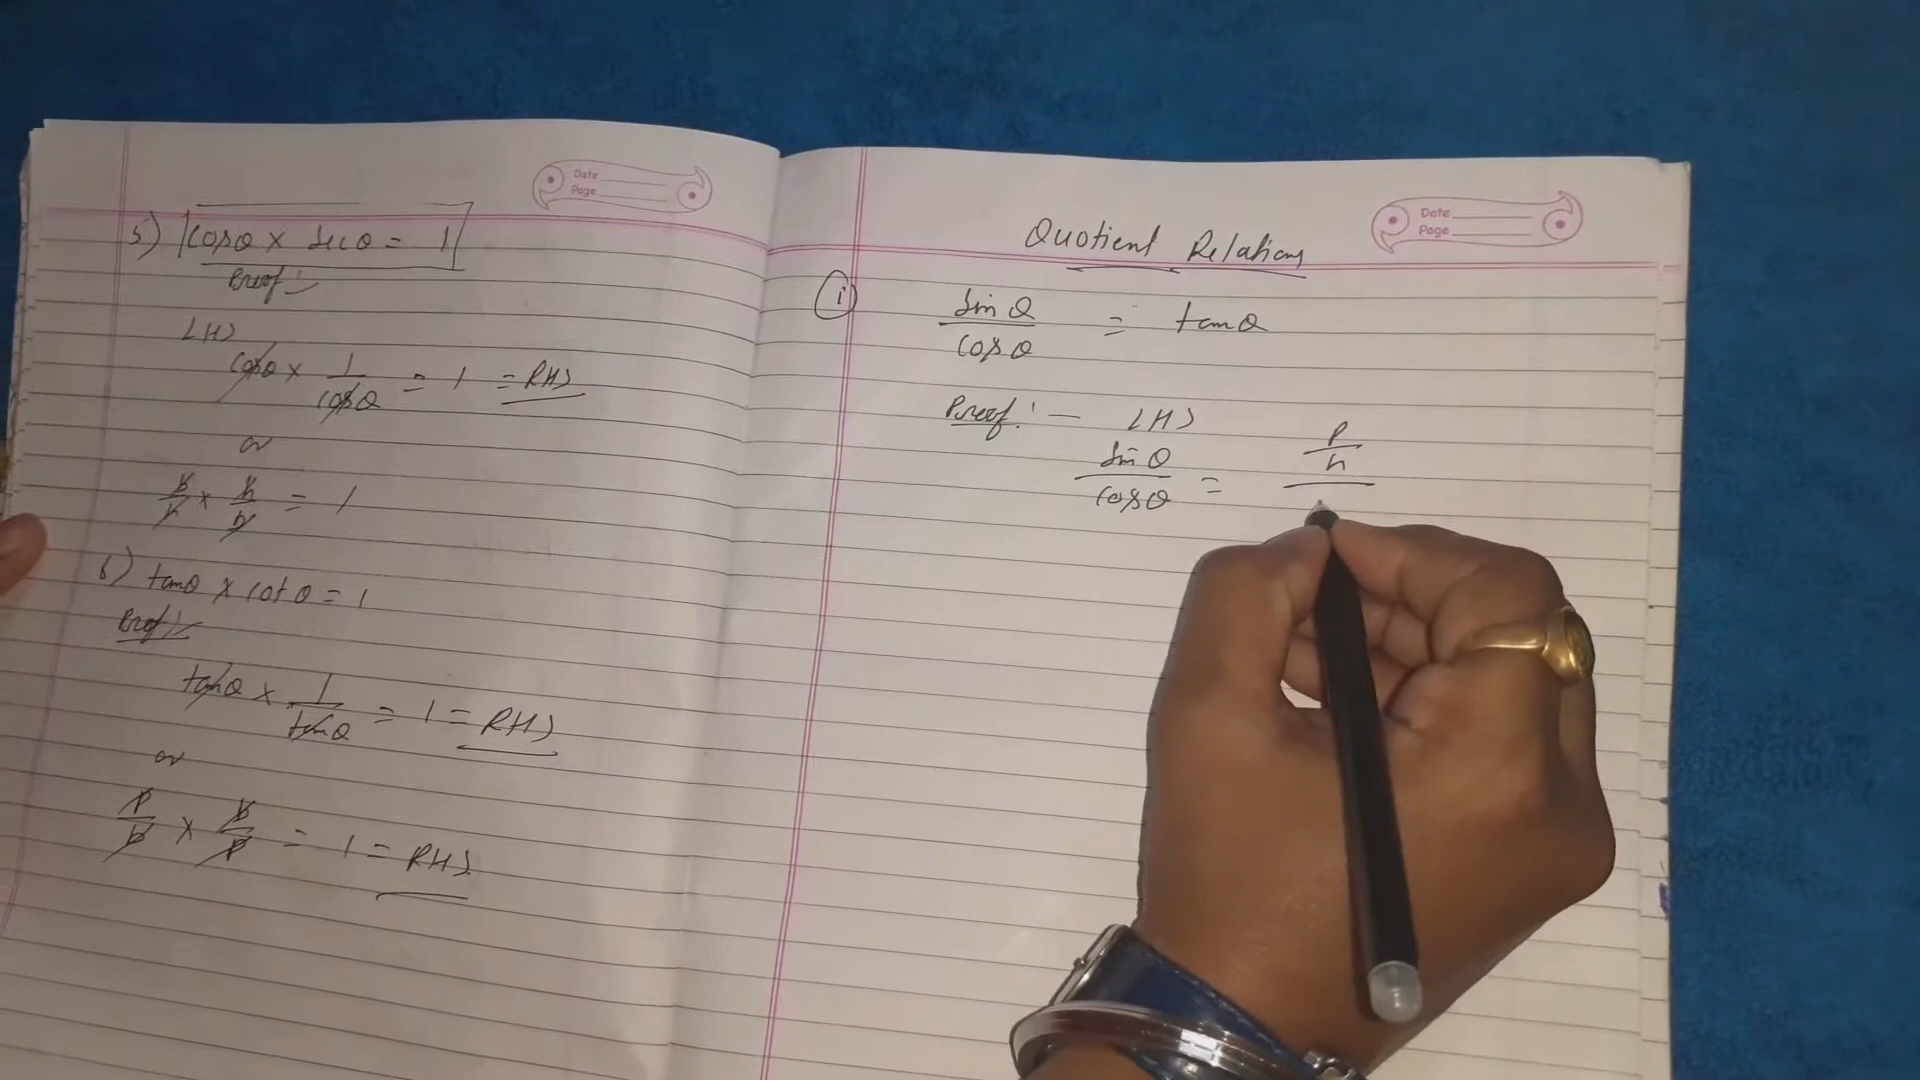 Date
Page
5) cosθ × secθ = 1
Proof:-
LHS
cosθ × 1/cosθ = 1 = RHS
or
b/h × h/b = 1
6) tanθ × cotθ = 1
Proof:-
tanθ × 1/tanθ = 1 = RHS
or
p/b × b/p = 1 = RHS
Date
Page
Quotient Relations
i sinθ/cosθ = tanθ
Proof:- LHS
sinθ/cosθ = p/h